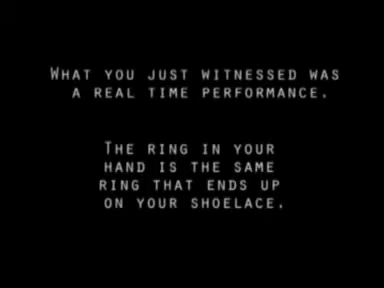 WHAT YOU JUST WITNESSED WAS
A REAL TIME PERFORMANCE.
THE RING IN YOUR
HAND IS THE SAME
RING THAT ENDS UP
ON YOUR SHOELACE.